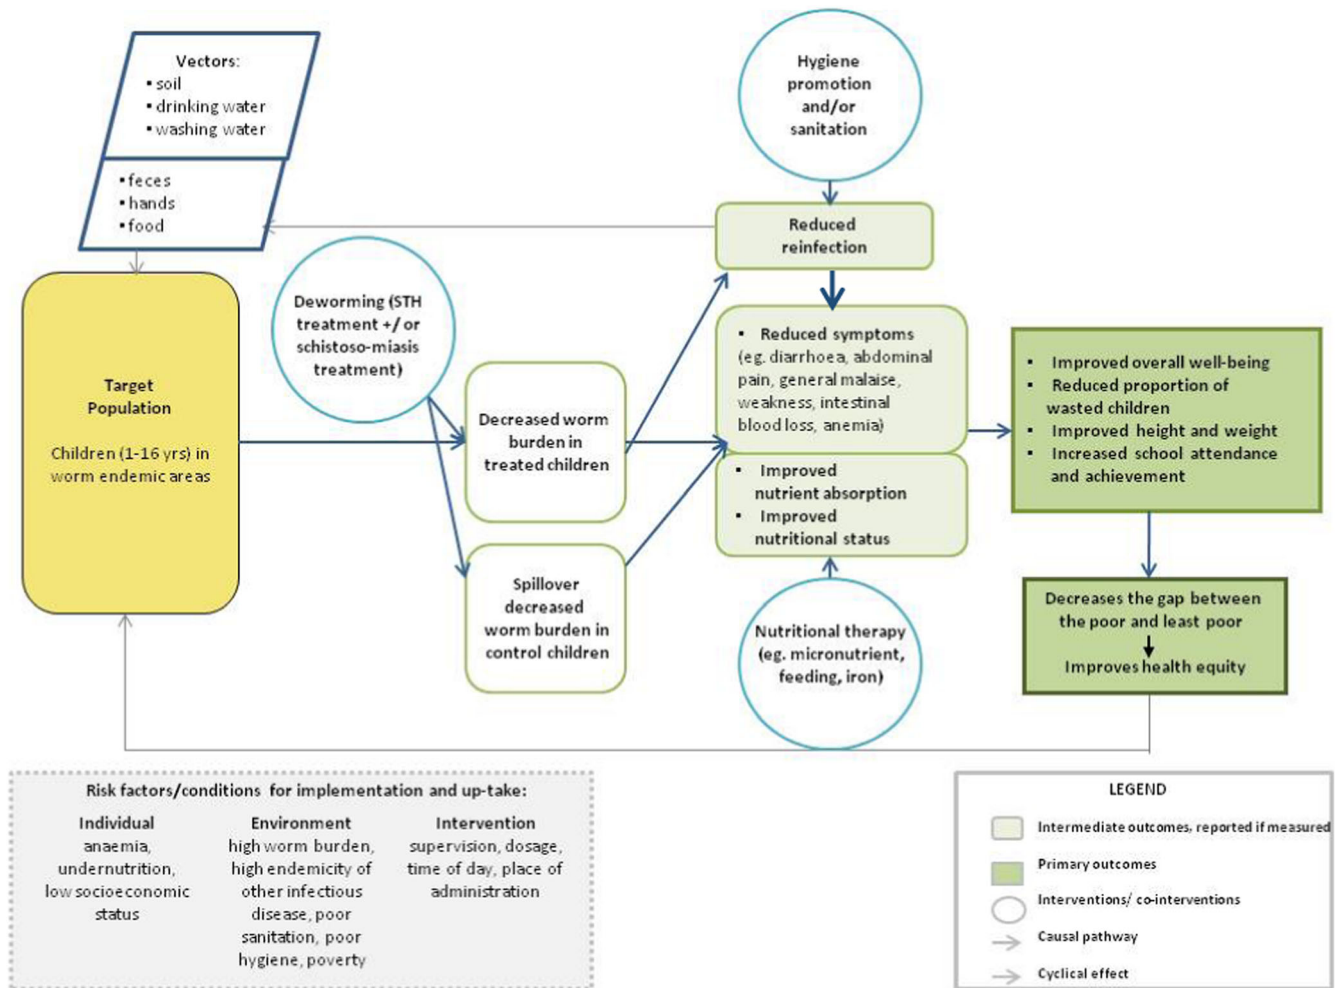 Vectors:
▪ soil
▪ drinking water
▪ washing water
▪ feces
▪ hands
▪ food
Hygiene
promotion
and/or
sanitation
Reduced
reinfection
Deworming (STH
treatment +/ or
schistoso-miasis
treatment)
Target
Population
Children (1-16 yrs) in
worm endemic areas
Decreased worm
burden in
treated children
Spillover
decreased
worm burden in
control children
▪ Reduced symptoms
(eg. diarrhoea, abdominal
pain, general malaise,
weakness, intestinal
blood loss, anemia)
▪ Improved
nutrient absorption
▪ Improved
nutritional status
Nutritional therapy
(eg. micronutrient,
feeding, iron)
▪ Improved overall well-being
▪ Reduced proportion of
wasted children
▪ Improved height and weight
▪ Increased school attendance
and achievement
Decreases the gap between
the poor and least poor
Improves health equity
Risk factors/conditions for implementation and up-take:
Individual
anaemia,
undernutrition,
low socioeconomic
status
Environment
high worm burden,
high endemicity of
other infectious
disease, poor
sanitation, poor
hygiene, poverty
Intervention
supervision, dosage,
time of day, place of
administration
LEGEND
Intermediate outcomes, reported if measured
Primary outcomes
Interventions/ co-interventions
Causal pathway
Cyclical effect